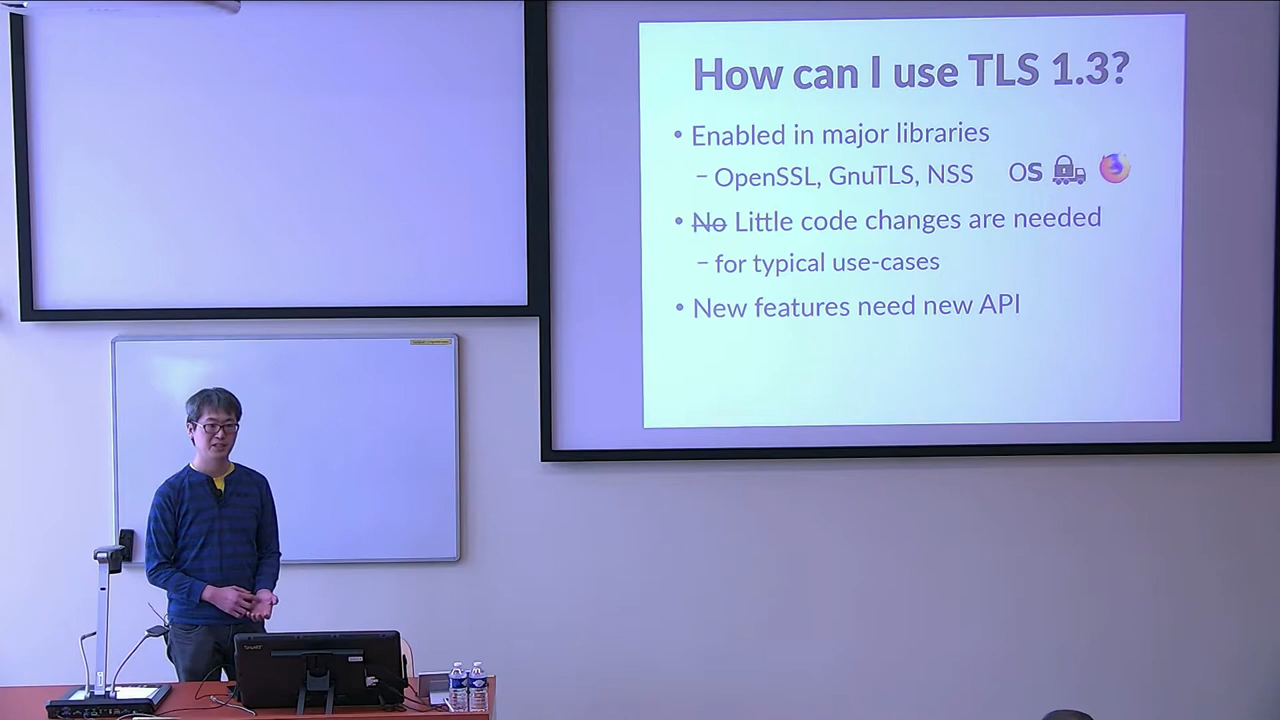 How can I use TLS 1.3?
• Enabled in major libraries
– OpenSSL, GnuTLS, NSS OS
• No Little code changes are needed
– for typical use-cases
• New features need new API